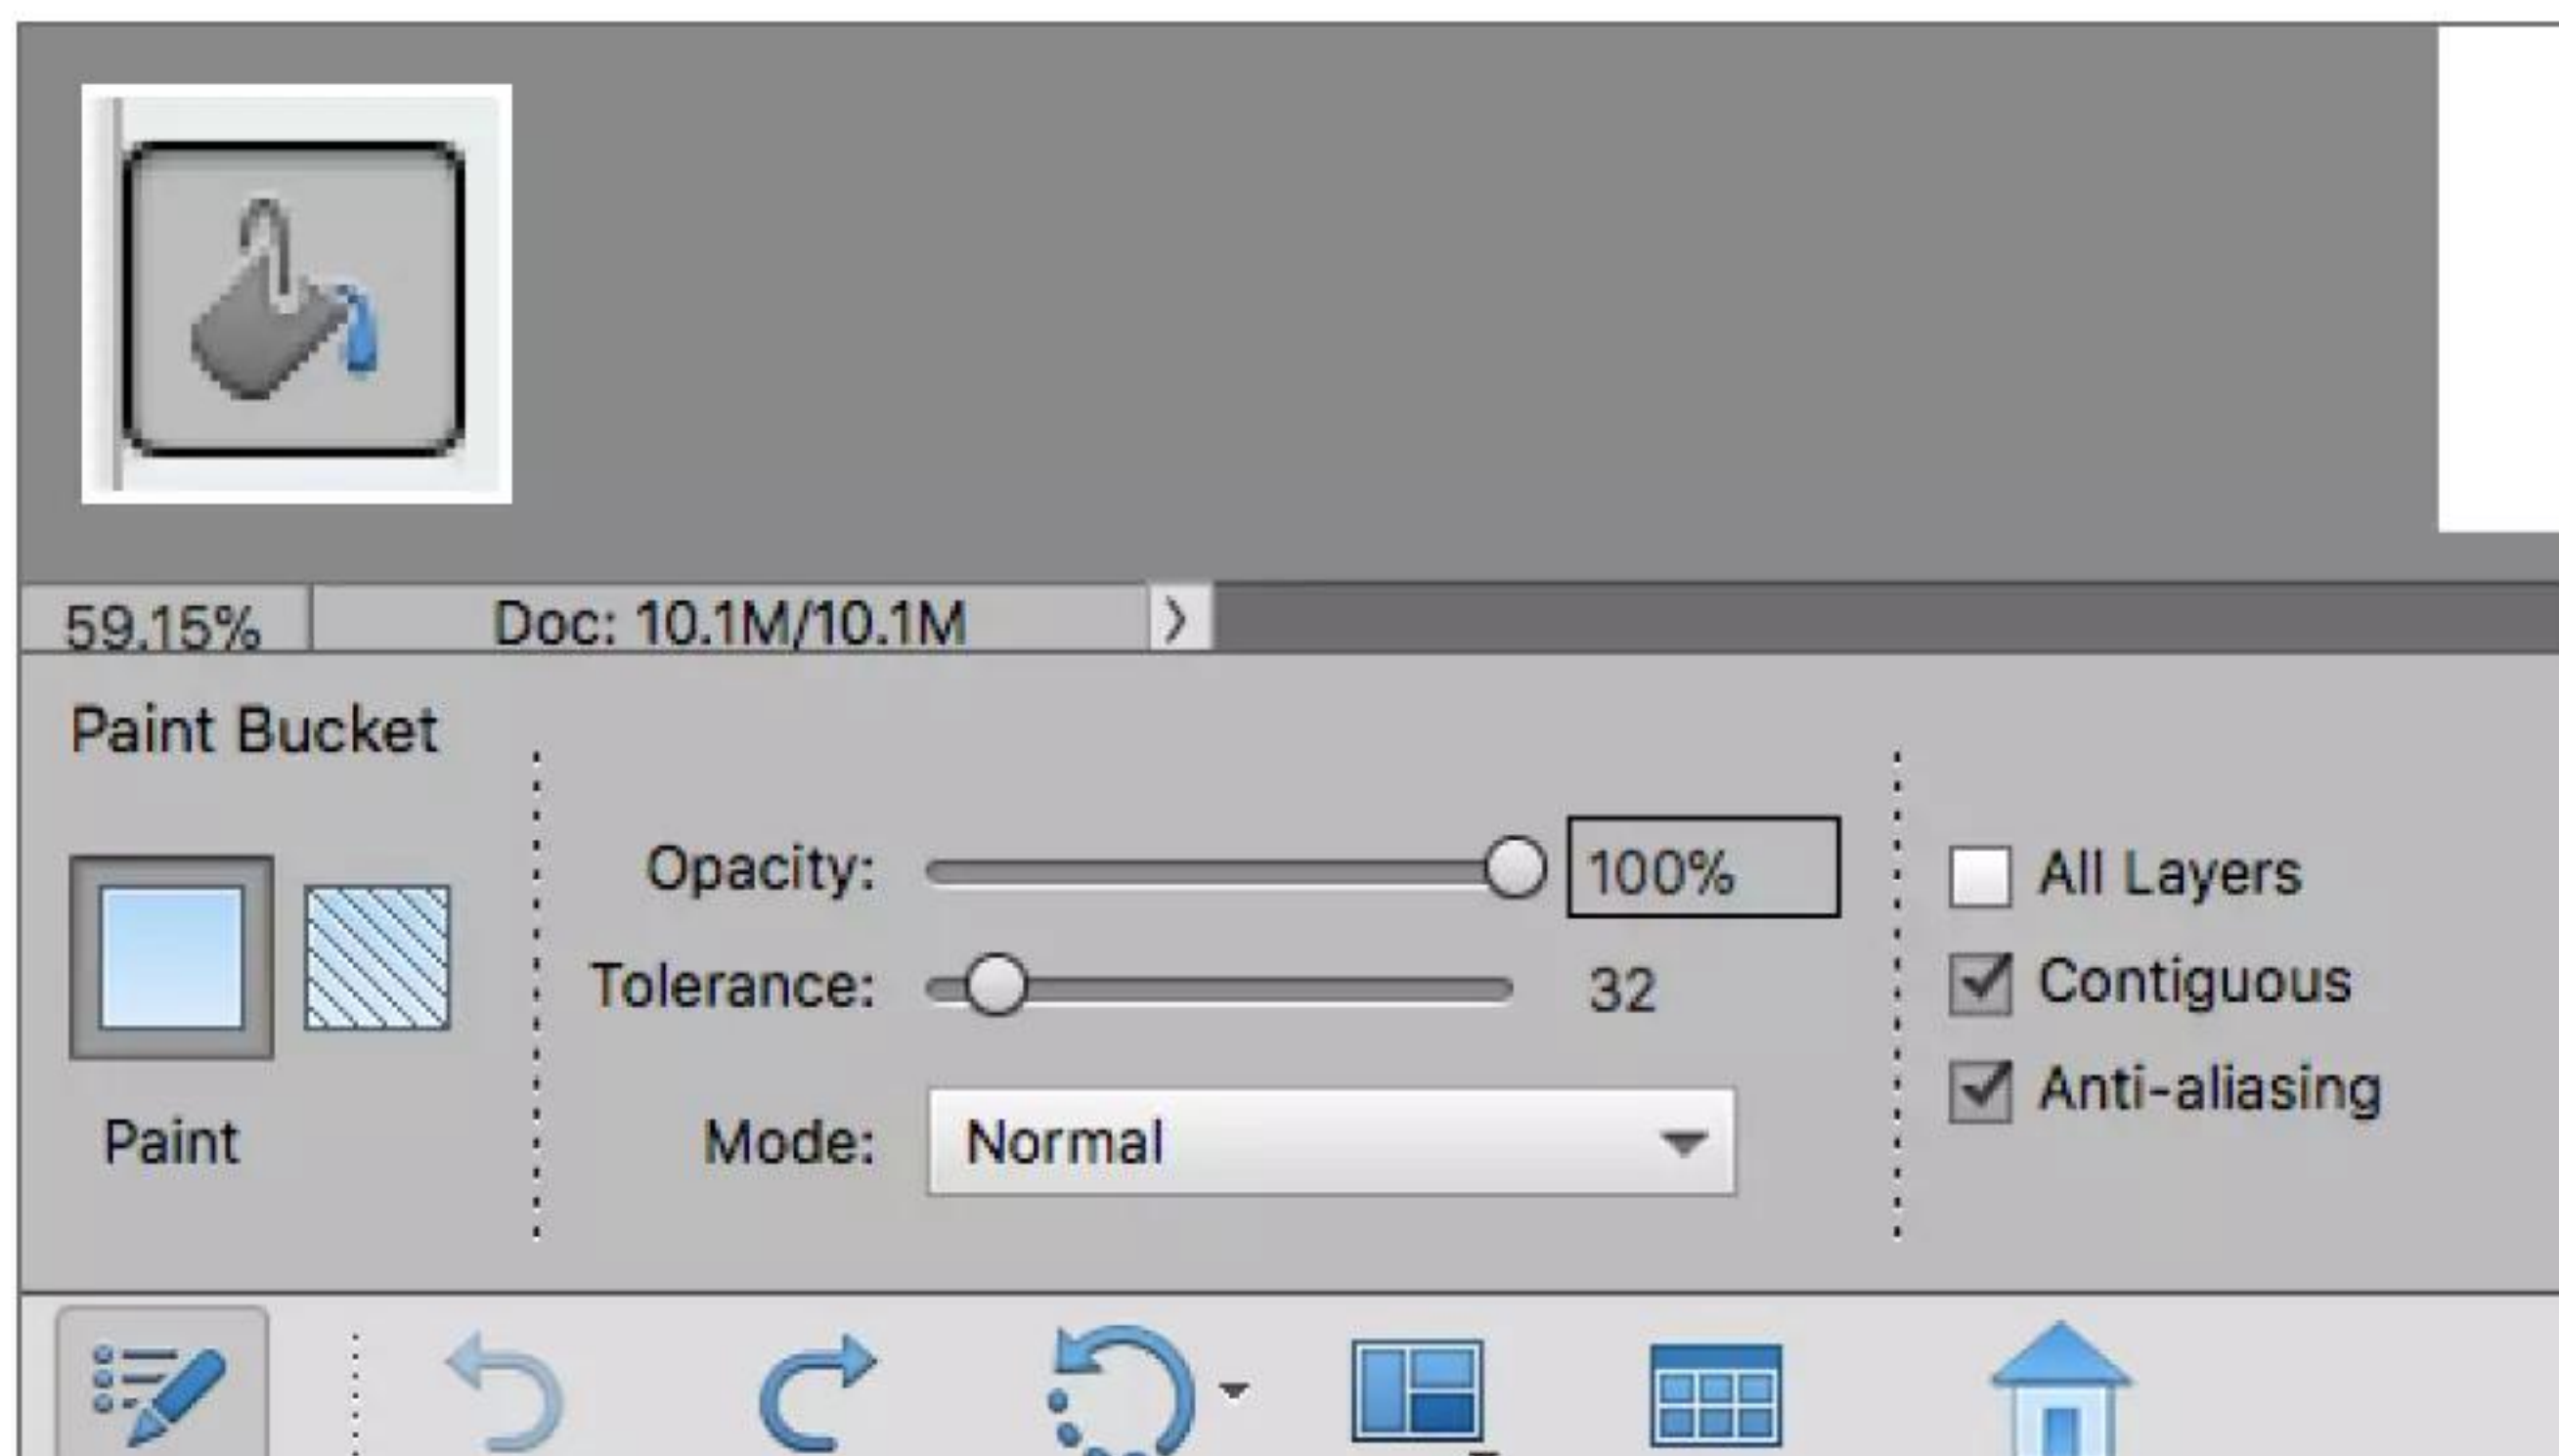 59.15% Doc: 10.1M/10.1M
Paint Bucket
Opacity: 100% All Layers
Tolerance: 32 Contiguous
Anti-aliasing
Mode: Normal
Paint